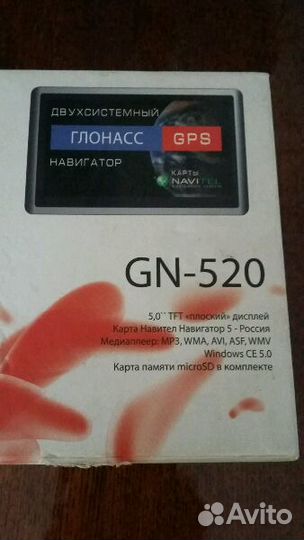 ДВУХСИСТЕМНЫЙ
ГЛОНАСС GPS
НАВИГАТОР
КАРТЫ
NAVITEL
GN-520
5,0`` TFT «плоский» дисплей
Карта Навител Навигатор 5 - Россия
Медиаплеер: MP3, WMA, AVI, ASF, WMV
Windows CE 5.0
Карта памяти microSD в комплекте
Avito